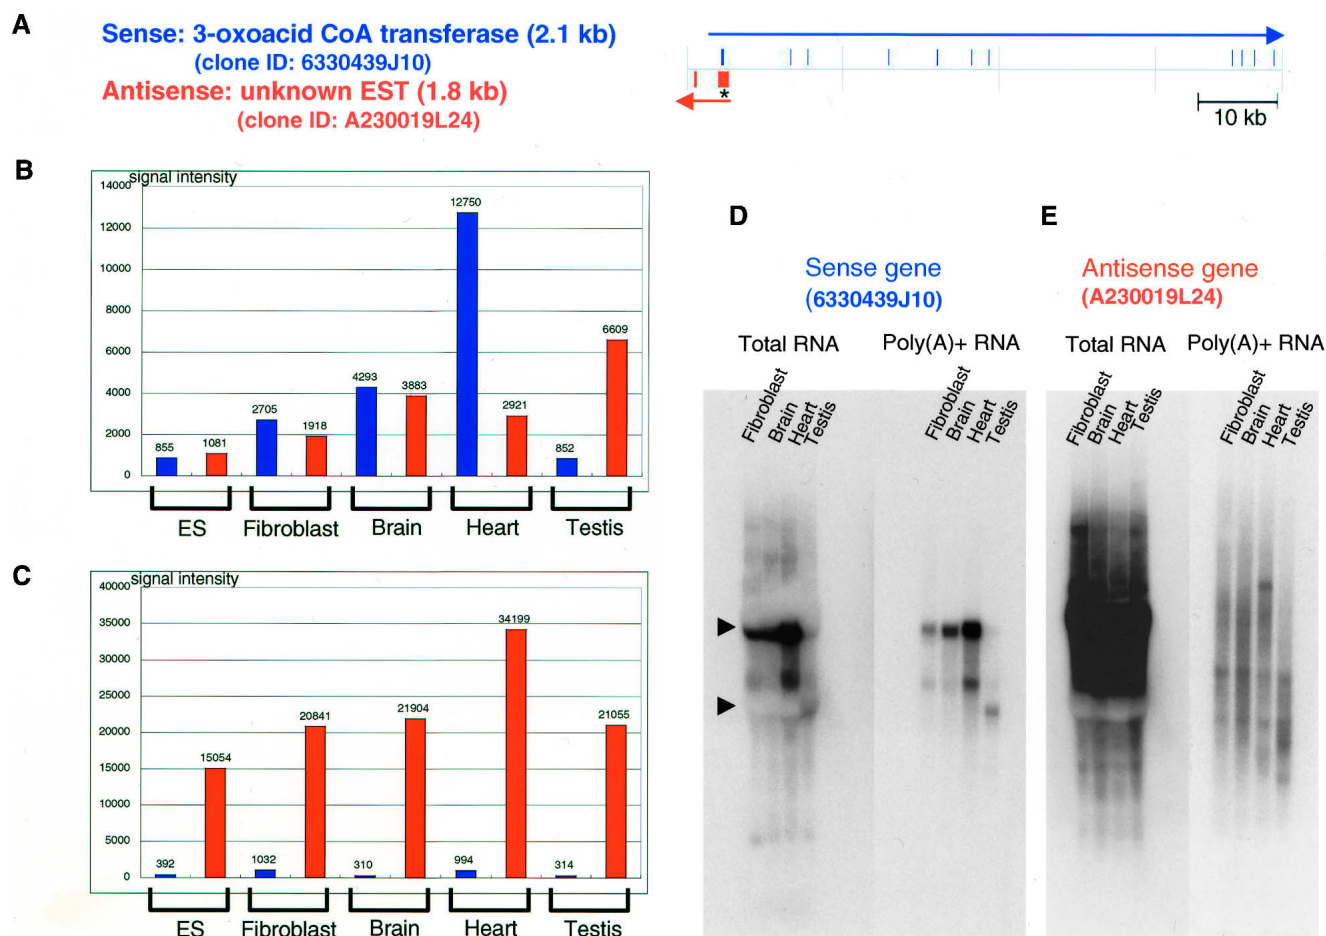 A
Sense: 3-oxoacid CoA transferase (2.1 kb)
(clone ID: 6330439J10)
Antisense: unknown EST (1.8 kb)
(clone ID: A230019L24)
*
10 kb
B
signal intensity
14000
12000
10000
8000
6000
4000
2000
0
855
1081
2705
1918
4293
3883
12750
2921
852
6609
ES
Fibroblast
Brain
Heart
Testis
C
signal intensity
40000
35000
30000
25000
20000
15000
10000
5000
0
392
15054
1032
20841
310
21904
994
34199
314
21055
ES
Fibroblast
Brain
Heart
Testis
D
Sense gene
(6330439J10)
Total RNA
Poly(A)+ RNA
Fibroblast
Brain
Heart
Testis
Fibroblast
Brain
Heart
Testis
E
Antisense gene
(A230019L24)
Total RNA
Poly(A)+ RNA
Fibroblast
Brain
Heart
Testis
Fibroblast
Brain
Heart
Testis